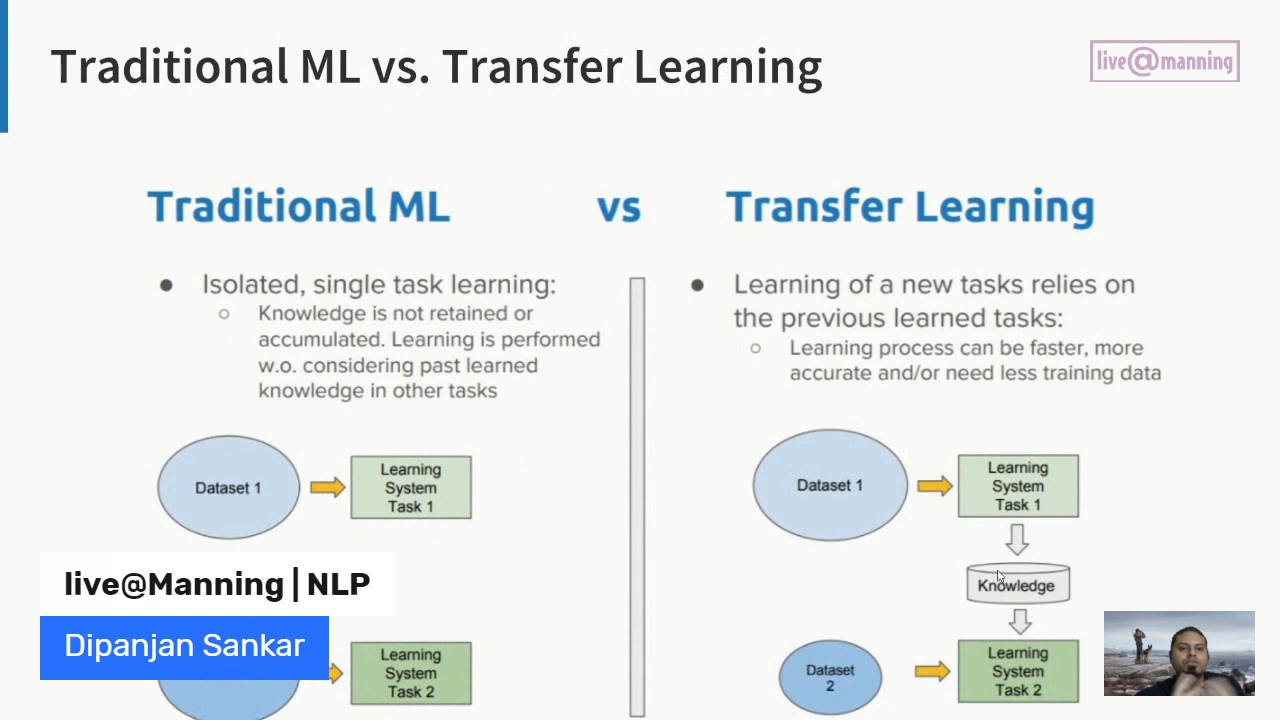 Traditional ML vs. Transfer Learning
live@manning
Traditional ML
vs
Transfer Learning
● Isolated, single task learning:
○ Knowledge is not retained or
accumulated. Learning is performed
w.o. considering past learned
knowledge in other tasks
● Learning of a new tasks relies on
the previous learned tasks:
○ Learning process can be faster, more
accurate and/or need less training data
Dataset 1
Learning
System
Task 1
Dataset 1
Learning
System
Task 1
Knowledge
live@Manning | NLP
Dipanjan Sankar
Learning
System
Task 2
Dataset
2
Learning
System
Task 2